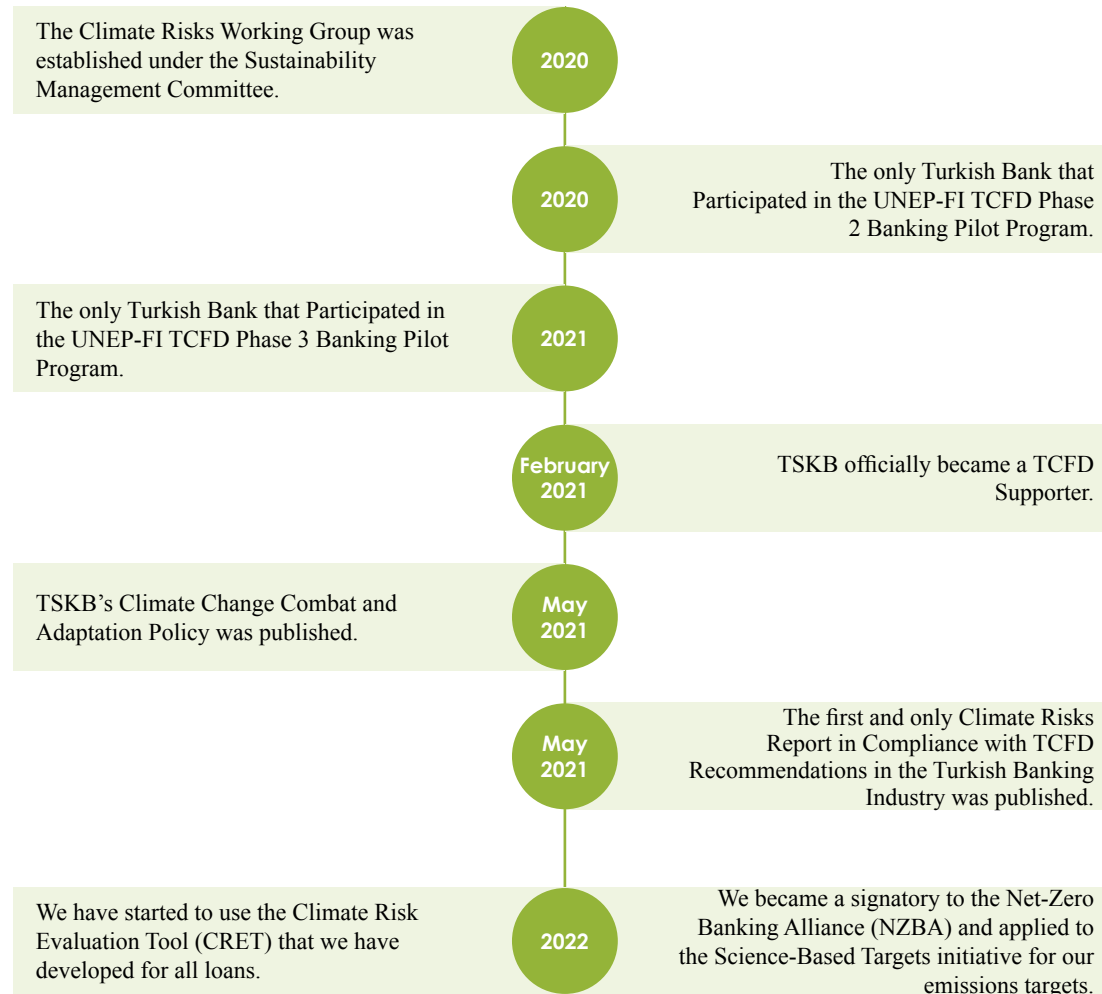 The Climate Risks Working Group was
established under the Sustainability
Management Committee.
2020
2020
The only Turkish Bank that
Participated in the UNEP-FI TCFD Phase
2 Banking Pilot Program.
The only Turkish Bank that Participated in
the UNEP-FI TCFD Phase 3 Banking Pilot
Program.
2021
February
2021
TSKB officially became a TCFD
Supporter.
TSKB’s Climate Change Combat and
Adaptation Policy was published.
May
2021
May
2021
The first and only Climate Risks
Report in Compliance with TCFD
Recommendations in the Turkish Banking
Industry was published.
We have started to use the Climate Risk
Evaluation Tool (CRET) that we have
developed for all loans.
2022
We became a signatory to the Net-Zero
Banking Alliance (NZBA) and applied to
the Science-Based Targets initiative for our
emissions targets.